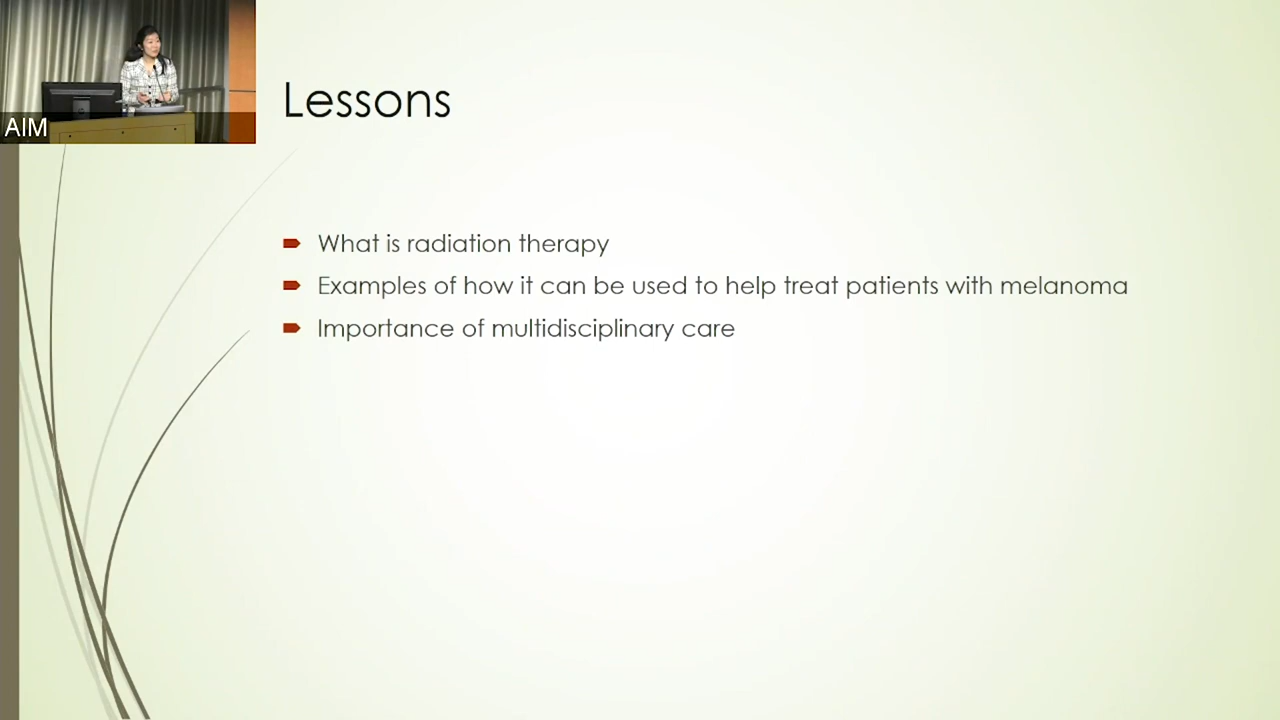 AIM
Lessons
What is radiation therapy
Examples of how it can be used to help treat patients with melanoma
Importance of multidisciplinary care